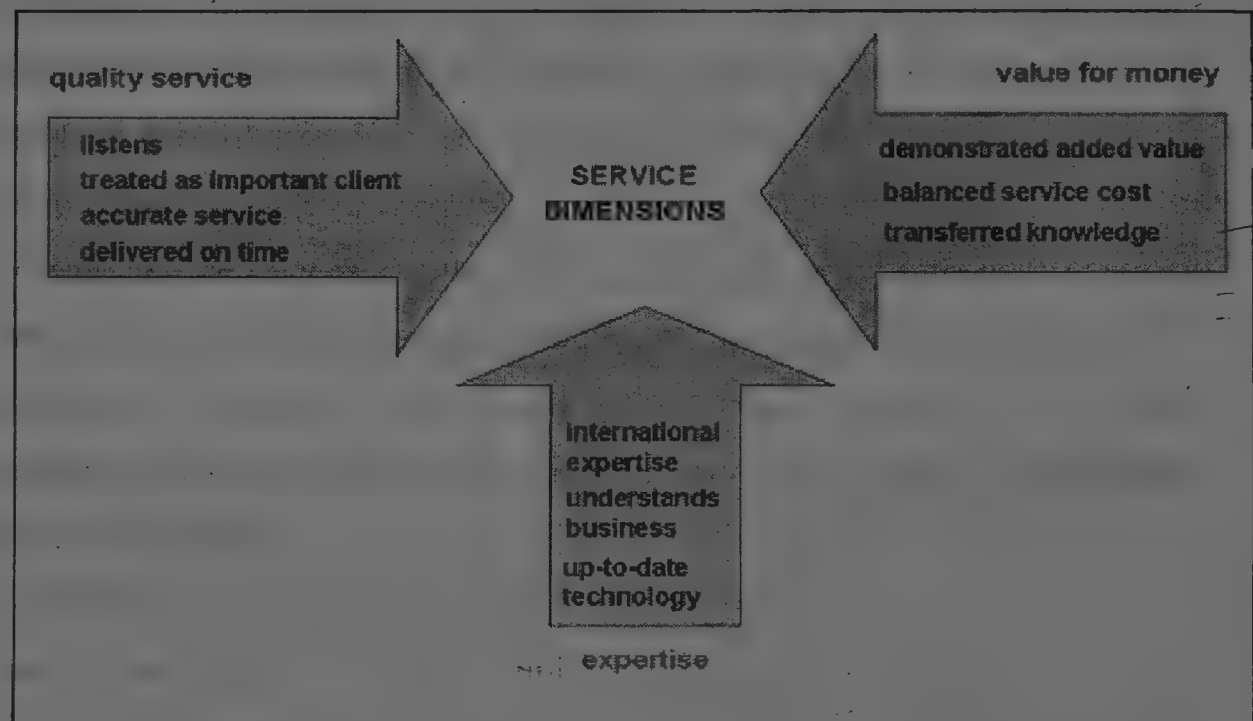 quality service
listens
treated as important client
accurate service
delivered on time
SERVICE
DIMENSIONS
value for money
demonstrated added value
balanced service cost
transferred knowledge
international
expertise
understands
business
up-to-date
technology
expertise